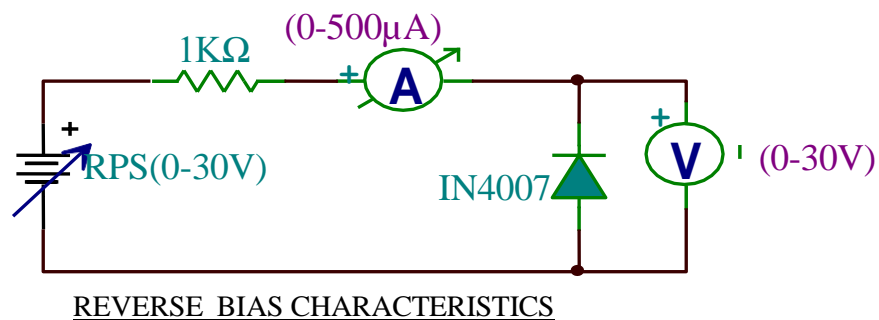 (0-500µA)
1KΩ
+
A
+
RPS(0-30V)
+
V
(0-30V)
IN4007
REVERSE BIAS CHARACTERISTICS